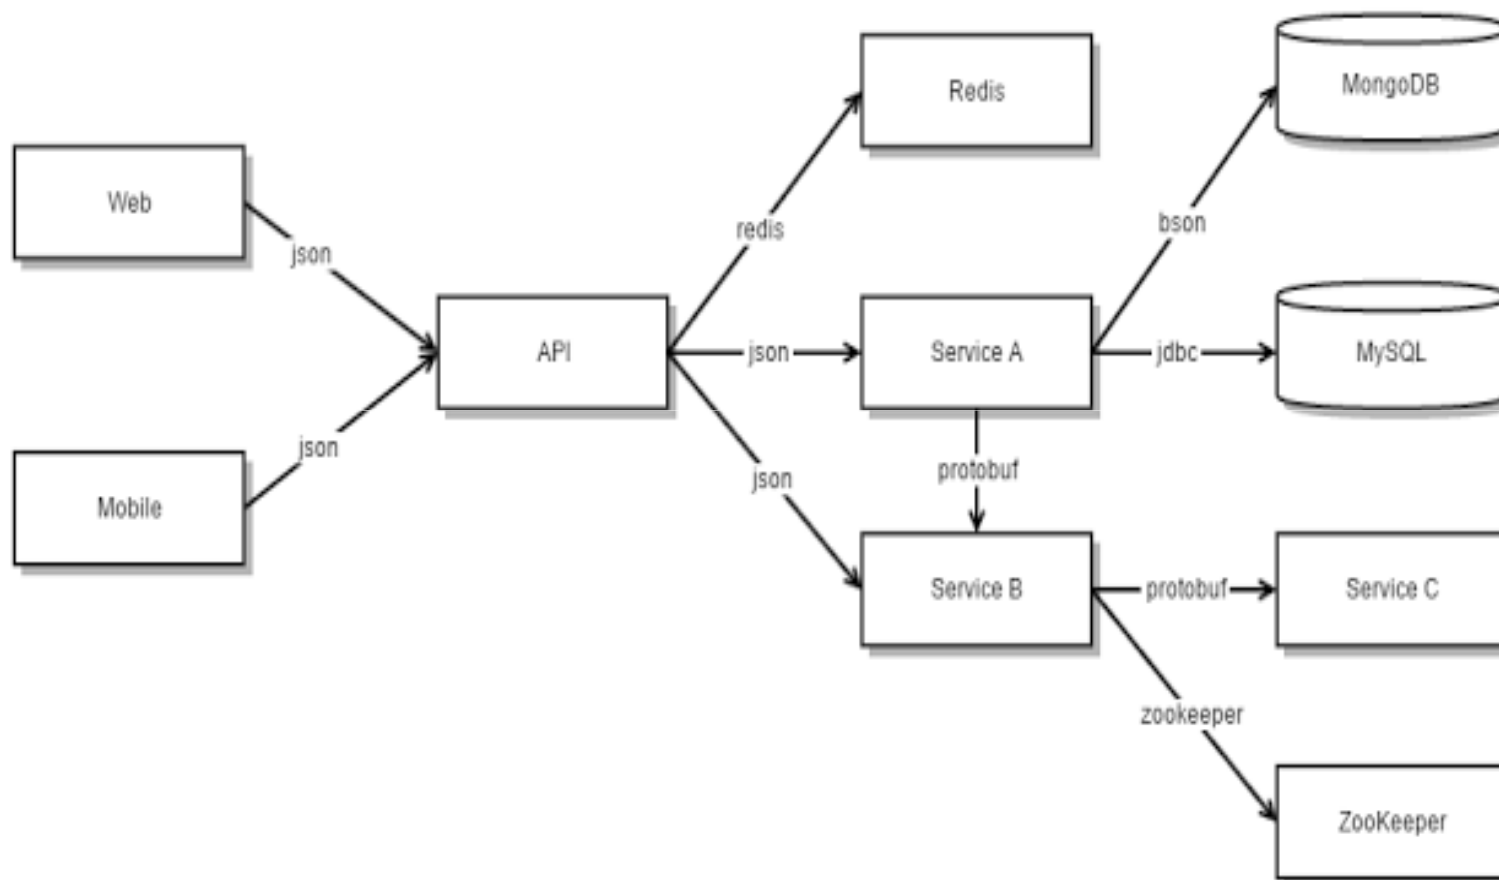 Redis
MongoDB
Web
redis
bson
json
API
json
Service A
jdbc
MySQL
json
json
protobuf
Mobile
Service B
protobuf
Service C
zookeeper
ZooKeeper